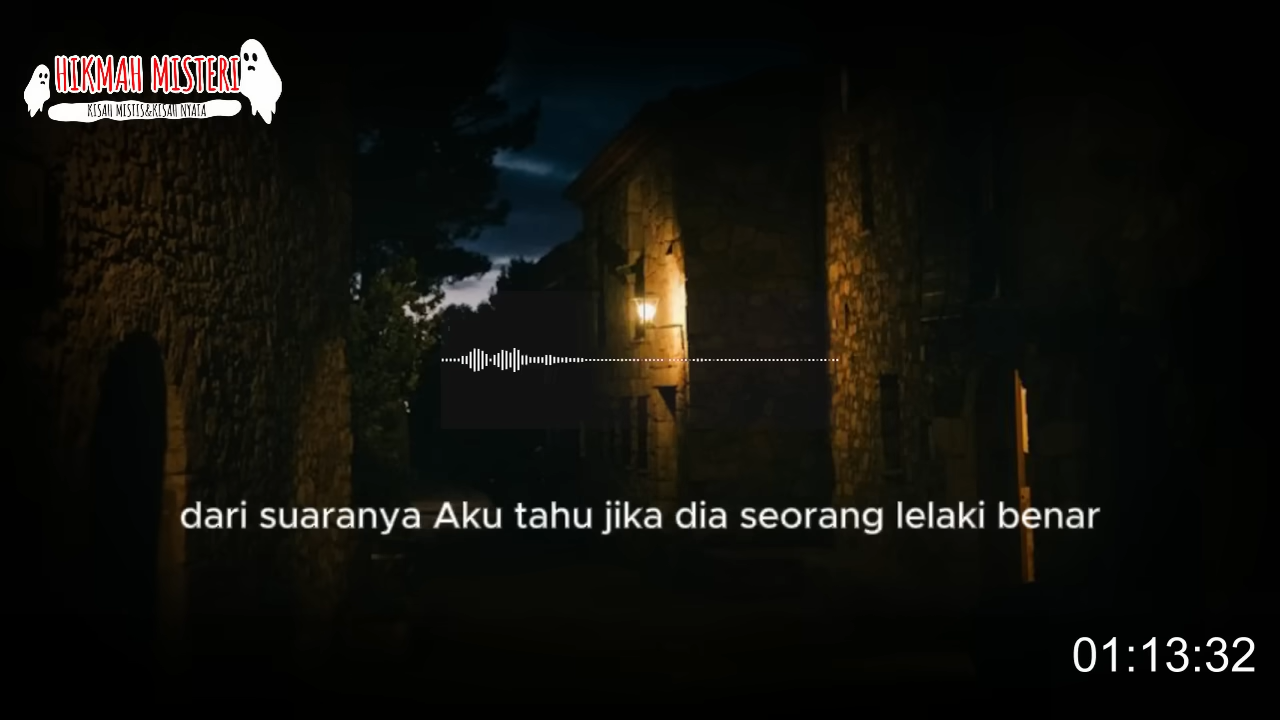 HIKMAH MISTERI
KISAH MISTIS&KISAH NYATA
dari suaranya Aku tahu jika dia seorang lelaki benar
01:13:32